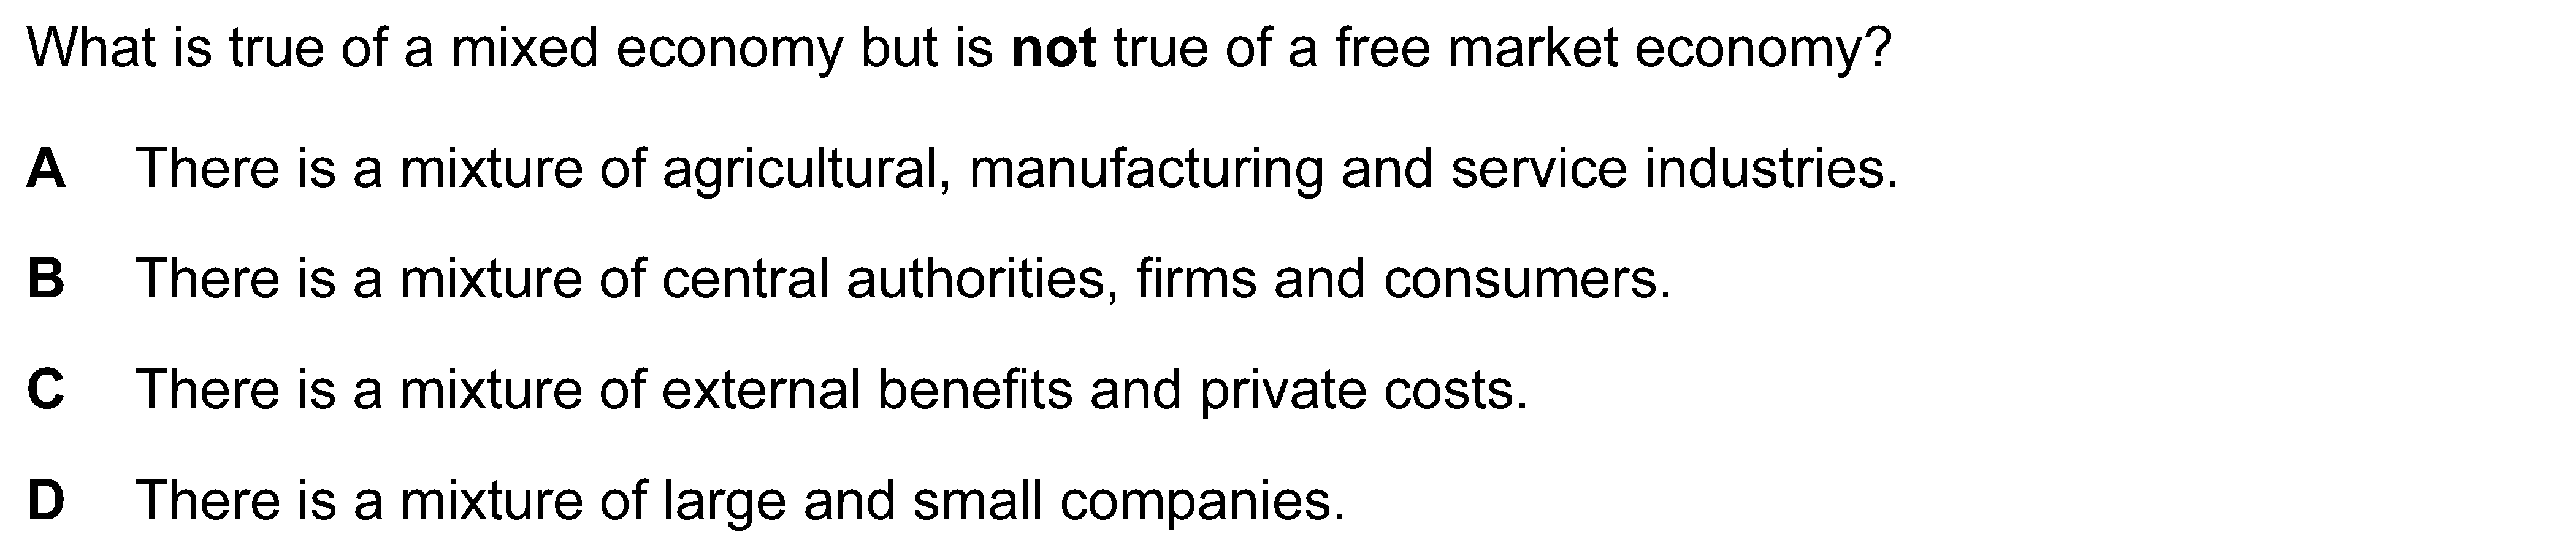 What is true of a mixed economy but is not true of a free market economy?
A There is a mixture of agricultural, manufacturing and service industries.
B There is a mixture of central authorities, firms and consumers.
C There is a mixture of external benefits and private costs.
D There is a mixture of large and small companies.